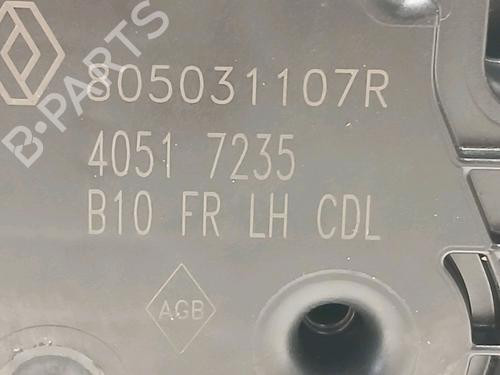 B-PARTS
805031107R
4051 7235
B10 FR LH CDL
AGB